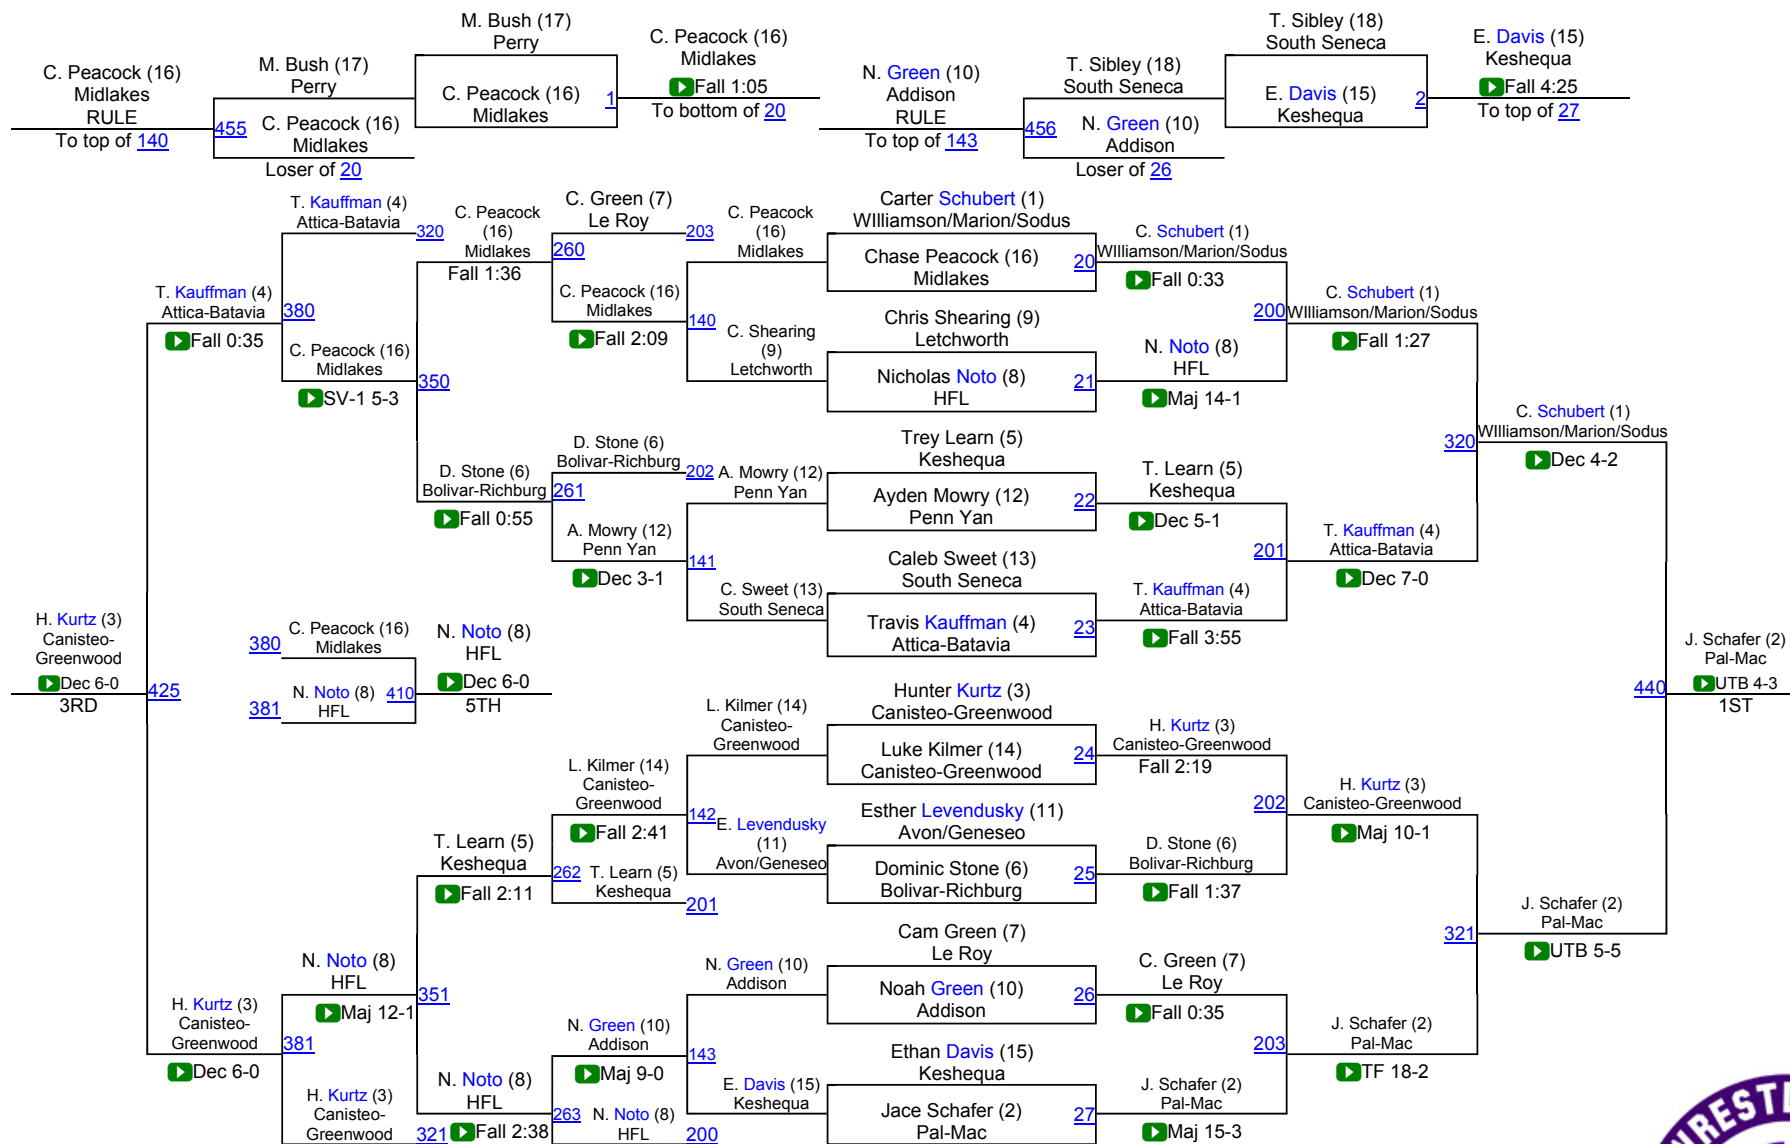 M. Bush (17)
Perry
C. Peacock (16)
Midlakes
RULE
To top of 140
M. Bush (17)
Perry
455
C. Peacock (16)
Midlakes
Loser of 20
C. Peacock (16)
Midlakes
1
C. Peacock (16)
Midlakes
Fall 1:05
To bottom of 20
N. Green (10)
Addison
RULE
To top of 143
T. Sibley (18)
South Seneca
456
N. Green (10)
Addison
Loser of 26
T. Sibley (18)
South Seneca
E. Davis (15)
Keshequa
2
E. Davis (15)
Keshequa
Fall 4:25
To top of 27
T. Kauffman (4)
Attica-Batavia
320
T. Kauffman (4)
Attica-Batavia
Fall 0:35
380
C. Peacock (16)
Midlakes
SV-1 5-3
C. Peacock
(16)
Midlakes
Fall 1:36
350
D. Stone (6)
Bolivar-Richburg
Fall 0:55
C. Green (7)
Le Roy
203
260
C. Peacock (16)
Midlakes
Fall 2:09
D. Stone (6)
Bolivar-Richburg
202
261
A. Mowry (12)
Penn Yan
Dec 3-1
C. Peacock
(16)
Midlakes
140
C. Shearing
(9)
Letchworth
A. Mowry (12)
Penn Yan
141
C. Sweet (13)
South Seneca
Carter Schubert (1)
WIlliamson/Marion/Sodus
Chase Peacock (16)
Midlakes
20
Chris Shearing (9)
Letchworth
Nicholas Noto (8)
HFL
21
Trey Learn (5)
Keshequa
Ayden Mowry (12)
Penn Yan
22
Caleb Sweet (13)
South Seneca
Travis Kauffman (4)
Attica-Batavia
23
C. Schubert (1)
WIlliamson/Marion/Sodus
Fall 0:33
200
N. Noto (8)
HFL
Maj 14-1
T. Learn (5)
Keshequa
Dec 5-1
201
T. Kauffman (4)
Attica-Batavia
Fall 3:55
C. Schubert (1)
WIlliamson/Marion/Sodus
Fall 1:27
320
T. Kauffman (4)
Attica-Batavia
Dec 7-0
C. Schubert (1)
WIlliamson/Marion/Sodus
Dec 4-2
H. Kurtz (3)
Canisteo-
Greenwood
Dec 6-0
3RD
425
380
C. Peacock (16)
Midlakes
381
N. Noto (8)
HFL
410
N. Noto (8)
HFL
Dec 6-0
5TH
440
J. Schafer (2)
Pal-Mac
UTB 4-3
1ST
H. Kurtz (3)
Canisteo-
Greenwood
Dec 6-0
N. Noto (8)
HFL
Maj 12-1
381
H. Kurtz (3)
Canisteo-
Greenwood
321
T. Learn (5)
Keshequa
Fall 2:11
351
N. Noto (8)
HFL
Fall 2:38
L. Kilmer (14)
Canisteo-
Greenwood
Fall 2:41
262
T. Learn (5)
Keshequa
201
N. Green (10)
Addison
Maj 9-0
263
N. Noto (8)
HFL
200
L. Kilmer (14)
Canisteo-
Greenwood
142
E. Levendusky
(11)
Avon/Geneseo
N. Green (10)
Addison
143
E. Davis (15)
Keshequa
Hunter Kurtz (3)
Canisteo-Greenwood
Luke Kilmer (14)
Canisteo-Greenwood
24
Esther Levendusky (11)
Avon/Geneseo
Dominic Stone (6)
Bolivar-Richburg
25
Cam Green (7)
Le Roy
Noah Green (10)
Addison
26
Ethan Davis (15)
Keshequa
Jace Schafer (2)
Pal-Mac
27
H. Kurtz (3)
Canisteo-Greenwood
Fall 2:19
202
D. Stone (6)
Bolivar-Richburg
Fall 1:37
C. Green (7)
Le Roy
Fall 0:35
203
J. Schafer (2)
Pal-Mac
Maj 15-3
H. Kurtz (3)
Canisteo-Greenwood
Maj 10-1
321
J. Schafer (2)
Pal-Mac
TF 18-2
J. Schafer (2)
Pal-Mac
UTB 5-5